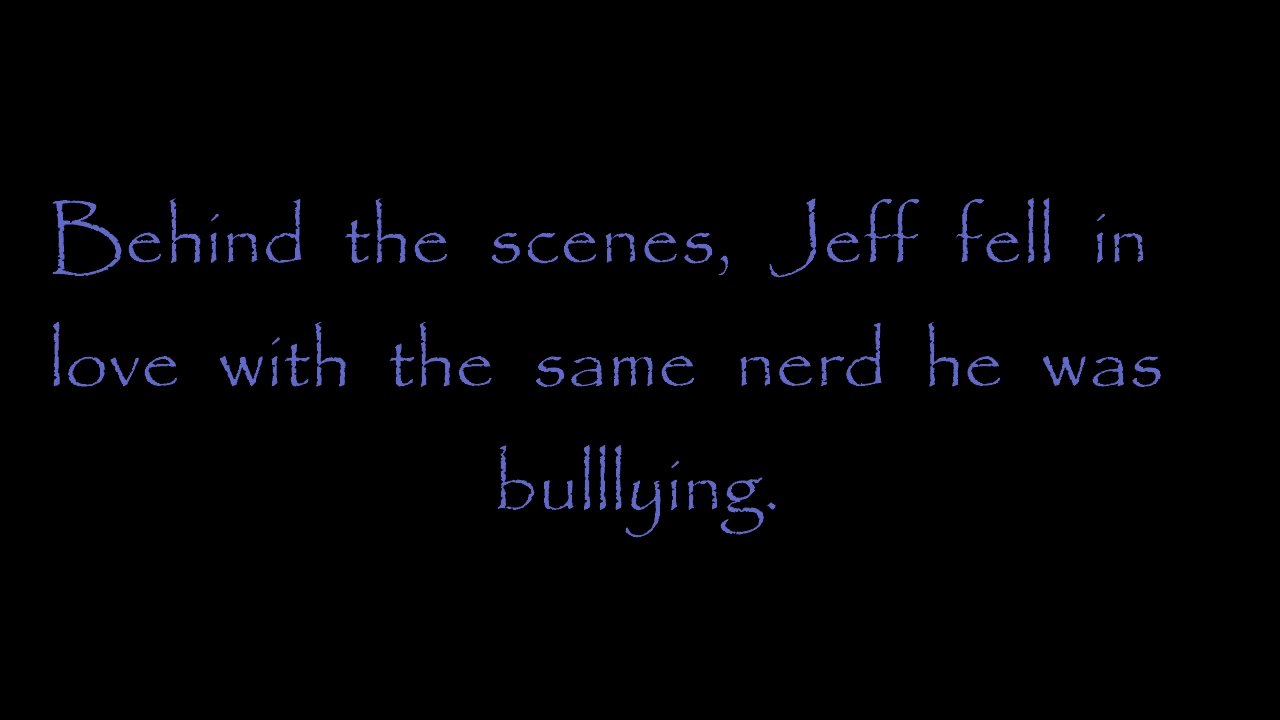 Behind the scenes, Jeff fell in
love with the same nerd he was
bulllying.